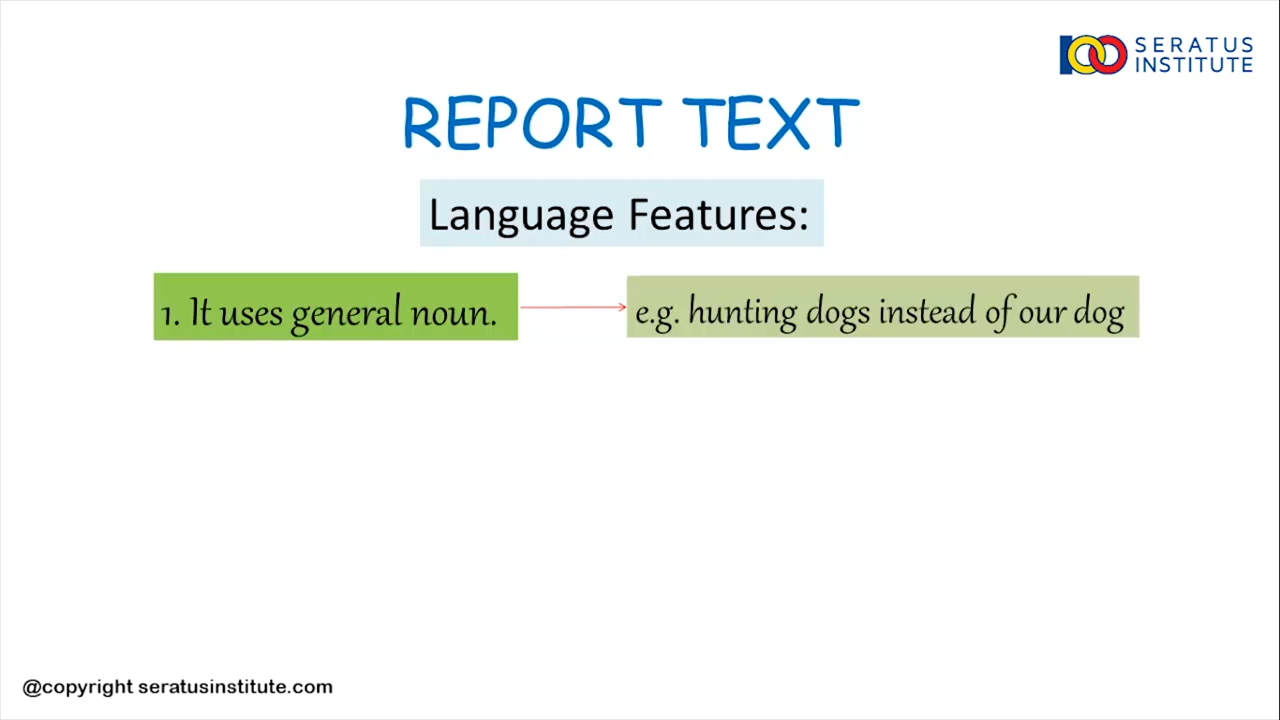 SERATUS
INSTITUTE
REPORT TEXT
Language Features:
1. It uses general noun.
e.g. hunting dogs instead of our dog
@copyright seratusinstitute.com